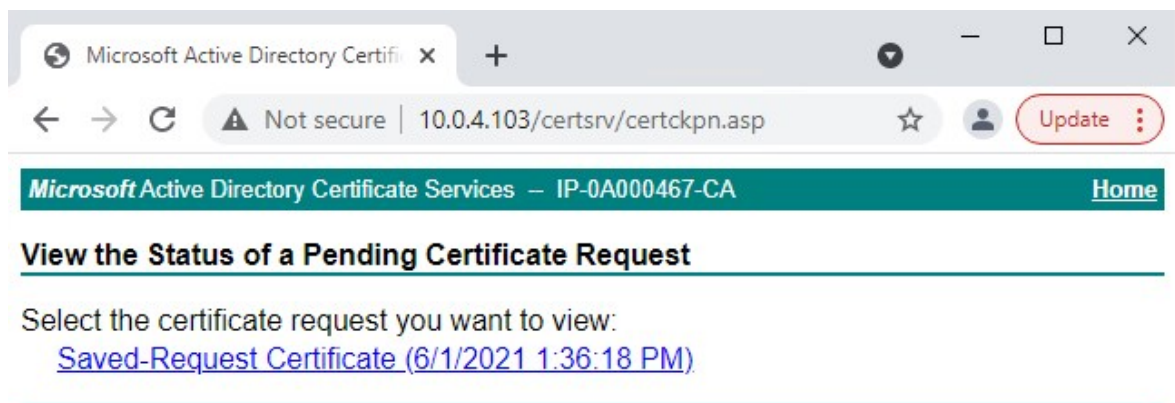 Microsoft Active Directory Certifi
Not secure | 10.0.4.103/certsrv/certckpn.asp Update
Microsoft Active Directory Certificate Services -- IP-0A000467-CA Home
View the Status of a Pending Certificate Request
Select the certificate request you want to view:
Saved-Request Certificate (6/1/2021 1:36:18 PM)